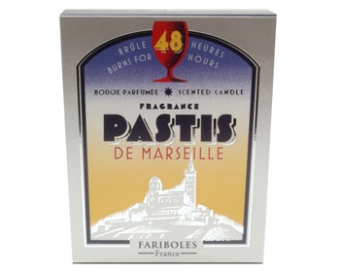 BRÛLE 48 HEURES
BURNS FOR HOURS
BOUGIE PARFUMÉE ✷ SCENTED CANDLE
FRAGRANCE
PASTIS
DE MARSEILLE
FARIBOLES
France